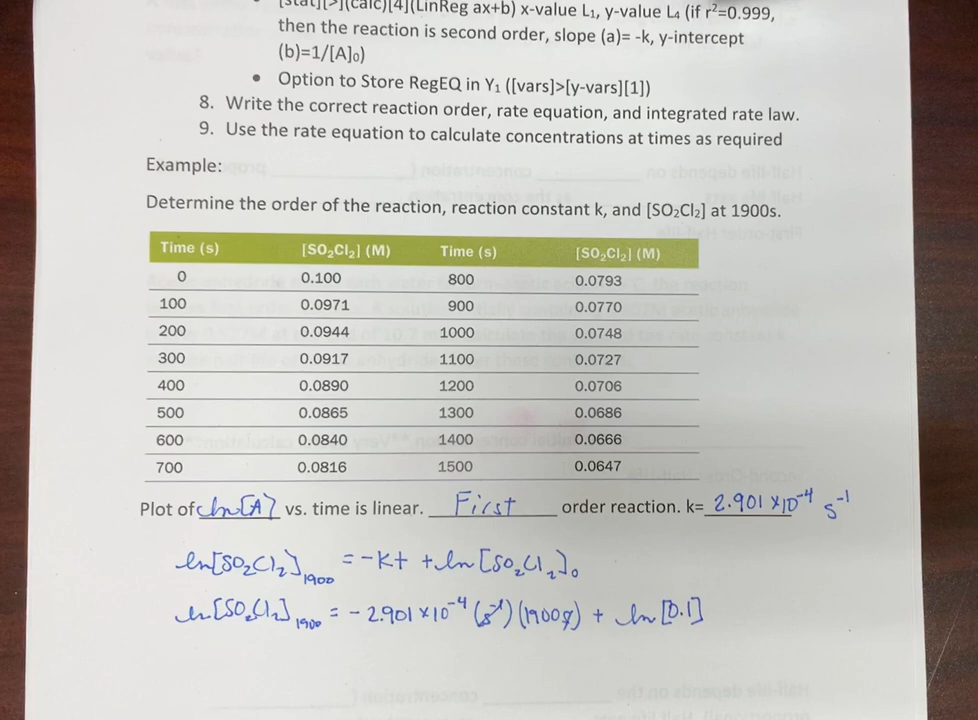 [stat][>](calc)[4](LinReg ax+b) x-value L₁, y-value L₄ (if r²=0.999,
then the reaction is second order, slope (a)= -k, y-intercept
(b)=1/[A]₀)
• Option to Store RegEQ in Y₁ ([vars]>[y-vars][1])
8. Write the correct reaction order, rate equation, and integrated rate law.
9. Use the rate equation to calculate concentrations at times as required
Example:
Determine the order of the reaction, reaction constant k, and [SO₂Cl₂] at 1900s.
Time (s) [SO₂Cl₂] (M) Time (s) [SO₂Cl₂] (M)
0 0.100 800 0.0793
100 0.0971 900 0.0770
200 0.0944 1000 0.0748
300 0.0917 1100 0.0727
400 0.0890 1200 0.0706
500 0.0865 1300 0.0686
600 0.0840 1400 0.0666
700 0.0816 1500 0.0647
Plot of ln[A] vs. time is linear. First order reaction. k= 2.901 x10⁻⁴ s⁻¹
ln[SO₂Cl₂]₁₉₀₀ = -kt + ln[SO₂Cl₂]₀
ln[SO₂Cl₂]₁₉₀₀ = - 2.901 x10⁻⁴ (s⁻¹)(1900s) + ln[0.1]